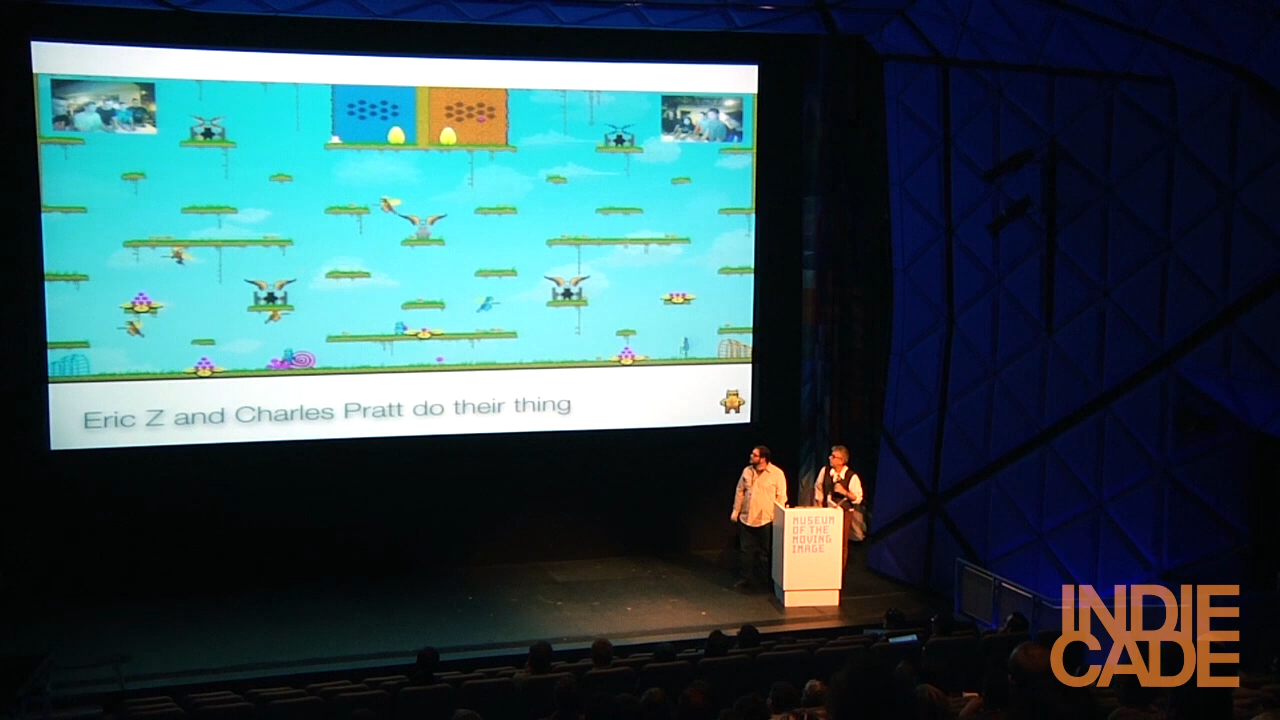 Eric Z and Charles Pratt do their thing
MUSEUM
OF THE
MOVING
IMAGE
INDIE
CADE